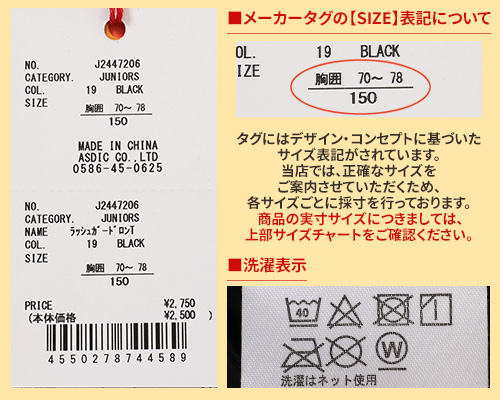 NO. J2447206
CATEGORY. JUNIORS
COL. 19 BLACK
SIZE
胸囲 70～ 78
150
MADE IN CHINA
ASDIC CO.,LTD
0586-45-0625
NO. J2447206
CATEGORY. JUNIORS
NAME ﾗｯｼｭｶﾞｰﾄﾞﾛﾝT
COL. 19 BLACK
SIZE
胸囲 70～ 78
150
PRICE ¥2,750
(本体価格 ¥2,500 )
4550278744589
■メーカータグの【SIZE】表記について
OL. 19 BLACK
IZE
胸囲 70～ 78
150
タグにはデザイン・コンセプトに基づいた
サイズ表記がされています。
当店では、正確なサイズを
ご案内させていただくため、
各サイズごとに採寸を行っております。
商品の実寸サイズにつきましては、
上部サイズチャートをご確認ください。
■洗濯表示
40
W
洗濯はネット使用